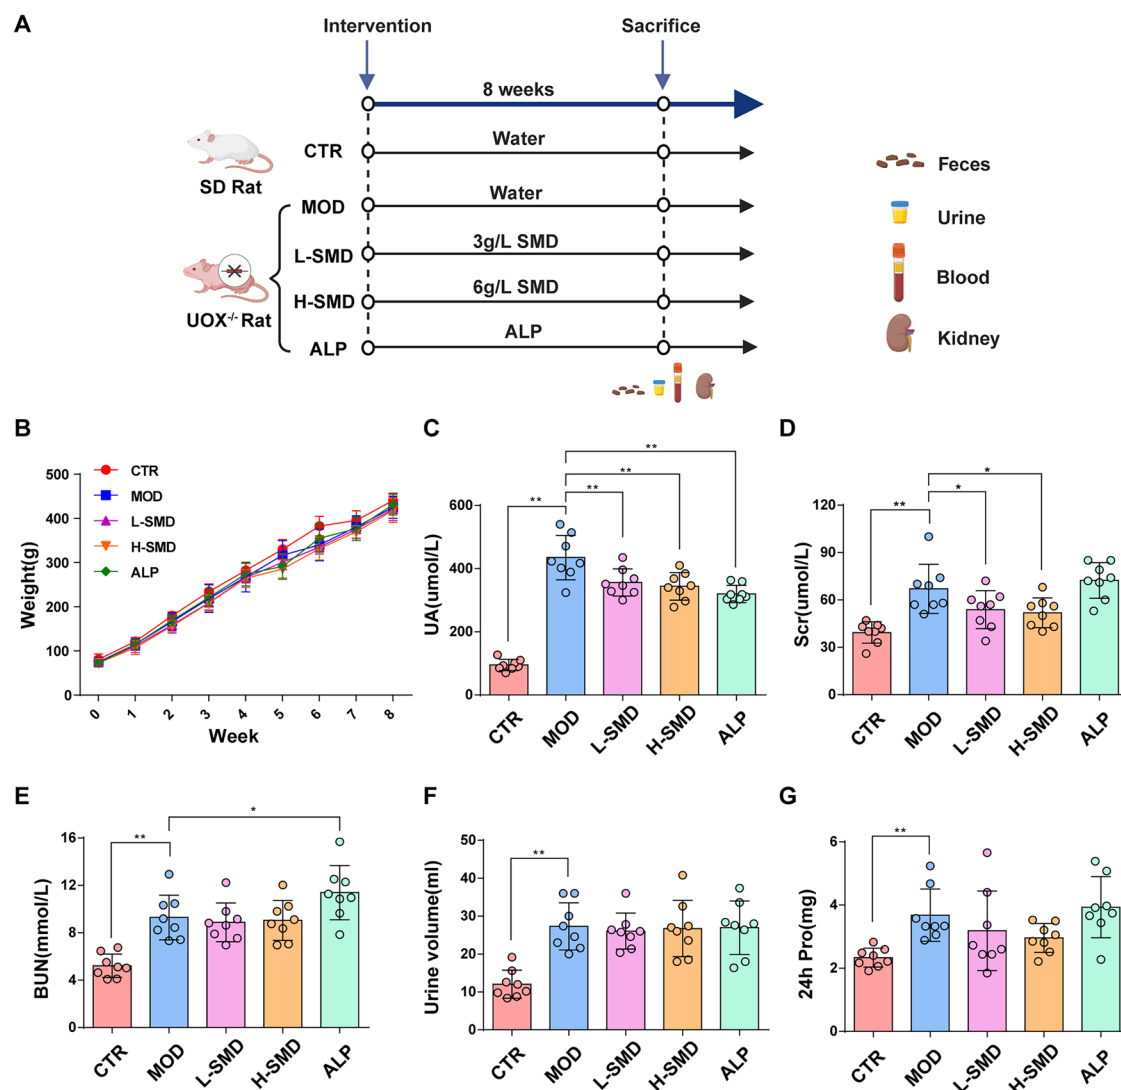 A
Intervention
Sacrifice
8 weeks
SD Rat
CTR
Water
MOD
Water
L-SMD
3g/L SMD
H-SMD
6g/L SMD
UOX-/- Rat
ALP
ALP
Feces
Urine
Blood
Kidney
B
Weight(g)
500
400
300
200
100
0
CTR
MOD
L-SMD
H-SMD
ALP
0
1
2
3
4
5
6
7
8
Week
C
UA(umol/L)
600
400
200
0
**
**
**
**
CTR
MOD
L-SMD
H-SMD
ALP
D
Scr(umol/L)
120
90
60
30
0
**
*
*
CTR
MOD
L-SMD
H-SMD
ALP
E
BUN(mmol/L)
16
12
8
4
0
**
*
CTR
MOD
L-SMD
H-SMD
ALP
F
Urine volume(ml)
50
40
30
20
10
0
**
CTR
MOD
L-SMD
H-SMD
ALP
G
24h Pro(mg)
6
4
2
0
**
CTR
MOD
L-SMD
H-SMD
ALP